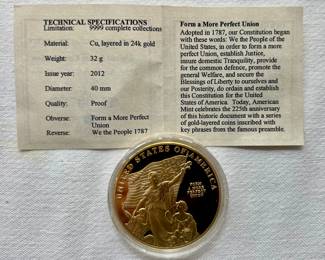 TECHNICAL SPECIFICATIONS
Limitation: 9999 complete collections
Material: Cu, layered in 24k gold
Weight: 32 g
Issue year: 2012
Diameter: 40 mm
Quality: Proof
Obverse: Form a More Perfect
Union
Reverse: We the People 1787
Form a More Perfect Union
Adopted in 1787, our Constitution began
with these words: We the People of the
United States, in order to form a more
perfect Union, establish Justice,
insure domestic Tranquility, provide
for the common defence, promote the
general Welfare, and secure the
Blessings of Liberty to ourselves and
our Posterity, do ordain and establish
this Constitution for the United
States of America. Today, American
Mint celebrates the 225th anniversary
of this historic document with a series
of gold-layered coins inscribed with
key phrases from the famous preamble.
UNITED STATES OF AMERICA
FORM
A MORE
PERFECT
UNION